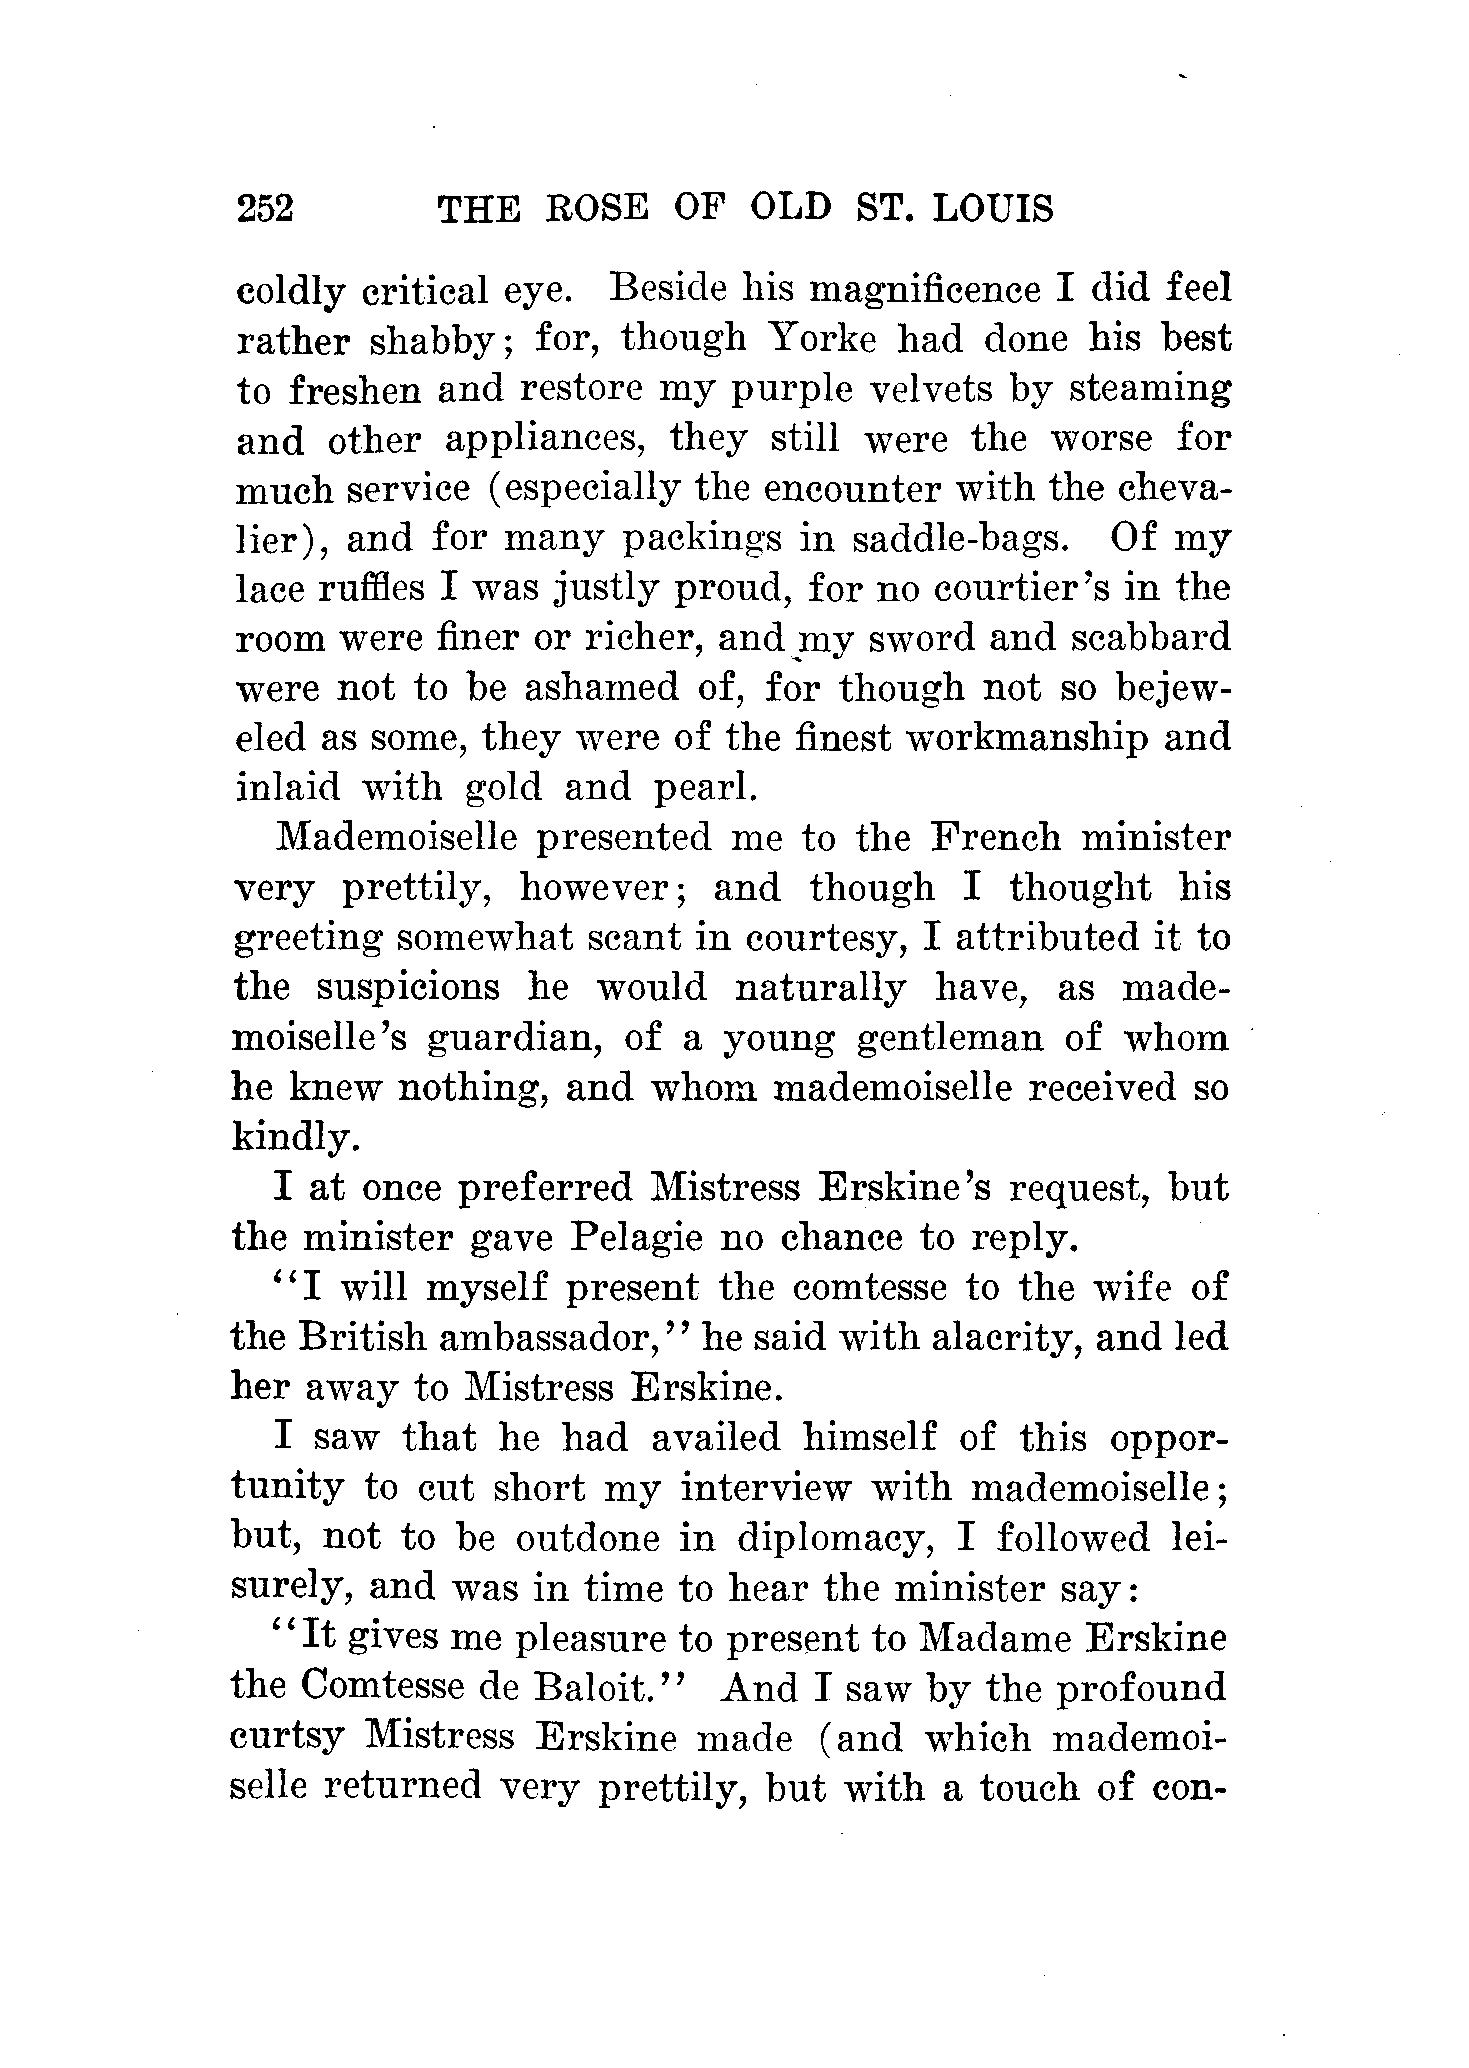 252 THE ROSE OF OLD ST. LOUIS
coldly critical eye. Beside his magnificence I did feel
rather shabby; for, though Yorke had done his best
to freshen and restore my purple velvets by steaming
and other appliances, they still were the worse for
much service (especially the encounter with the cheva-
lier), and for many packings in saddle-bags. Of my
lace ruffles I was justly proud, for no courtier's in the
room were finer or richer, and my sword and scabbard
were not to be ashamed of, for though not so bejew-
eled as some, they were of the finest workmanship and
inlaid with gold and pearl.
Mademoiselle presented me to the French minister
very prettily, however; and though I thought his
greeting somewhat scant in courtesy, I attributed it to
the suspicions he would naturally have, as made-
moiselle's guardian, of a young gentleman of whom
he knew nothing, and whom mademoiselle received so
kindly.
I at once preferred Mistress Erskine's request, but
the minister gave Pelagie no chance to reply.
"I will myself present the comtesse to the wife of
the British ambassador," he said with alacrity, and led
her away to Mistress Erskine.
I saw that he had availed himself of this oppor-
tunity to cut short my interview with mademoiselle;
but, not to be outdone in diplomacy, I followed lei-
surely, and was in time to hear the minister say:
"It gives me pleasure to present to Madame Erskine
the Comtesse de Baloit." And I saw by the profound
curtsy Mistress Erskine made (and which mademoi-
selle returned very prettily, but with a touch of con-